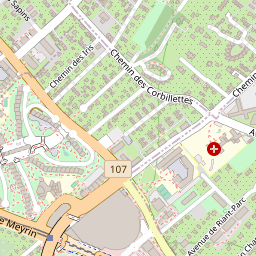 Sapins
Chemin des Iris
Chemin des Corbillettes
Chemin
107
Avenue de Riant-Parc
Meyrin